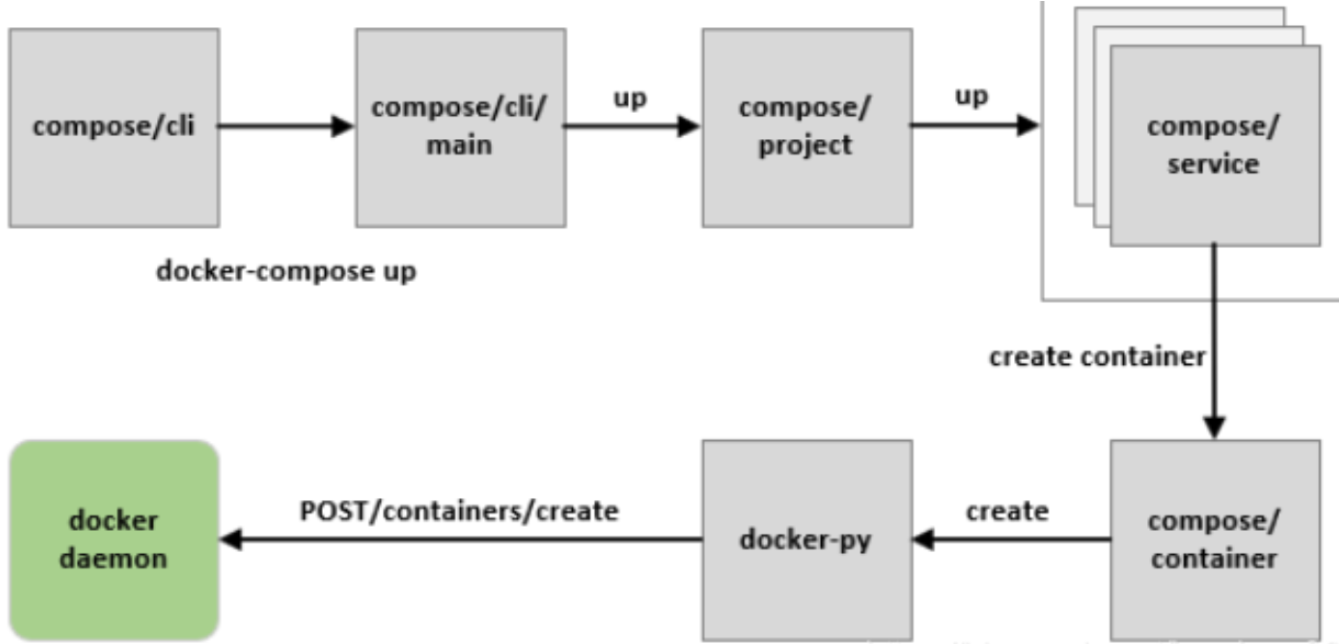 compose/cli
compose/cli/
main
up
compose/
project
up
compose/
service
docker-compose up
create container
docker
daemon
POST/containers/create
docker-py
create
compose/
container